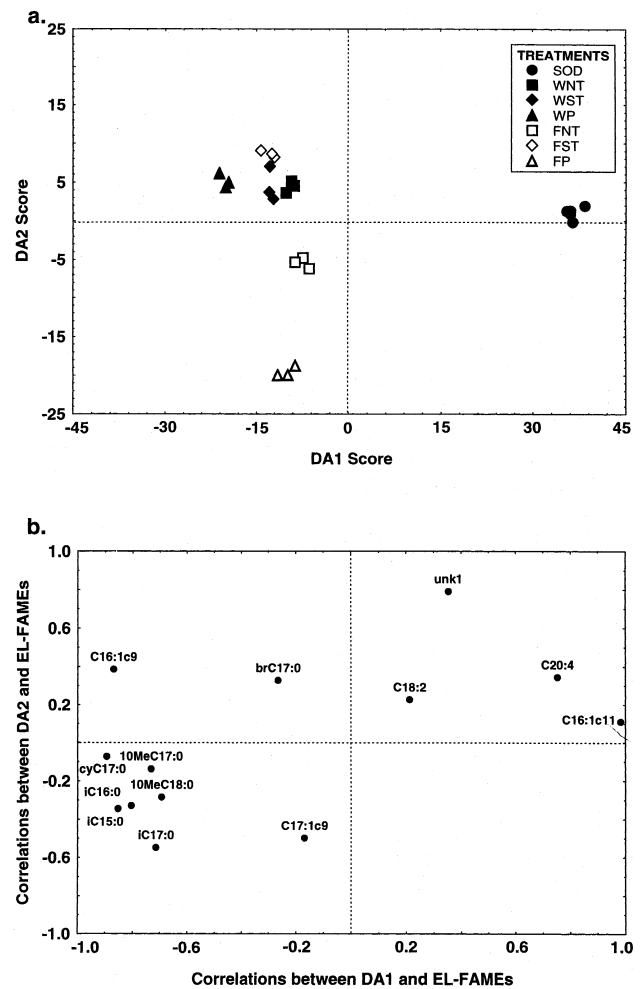 a.
25
15
5
-5
-15
-25
DA2 Score
-45
-30
-15
0
15
30
45
DA1 Score
TREATMENTS
SOD
WNT
WST
WP
FNT
FST
FP
b.
1.0
0.6
0.2
-0.2
-0.6
-1.0
Correlations between DA2 and EL-FAMEs
unk1
C16:1c9
brC17:0
C18:2
C20:4
C16:1c11
cyC17:0
10MeC17:0
iC16:0
10MeC18:0
iC15:0
iC17:0
C17:1c9
-1.0
-0.6
-0.2
0.2
0.6
1.0
Correlations between DA1 and EL-FAMEs